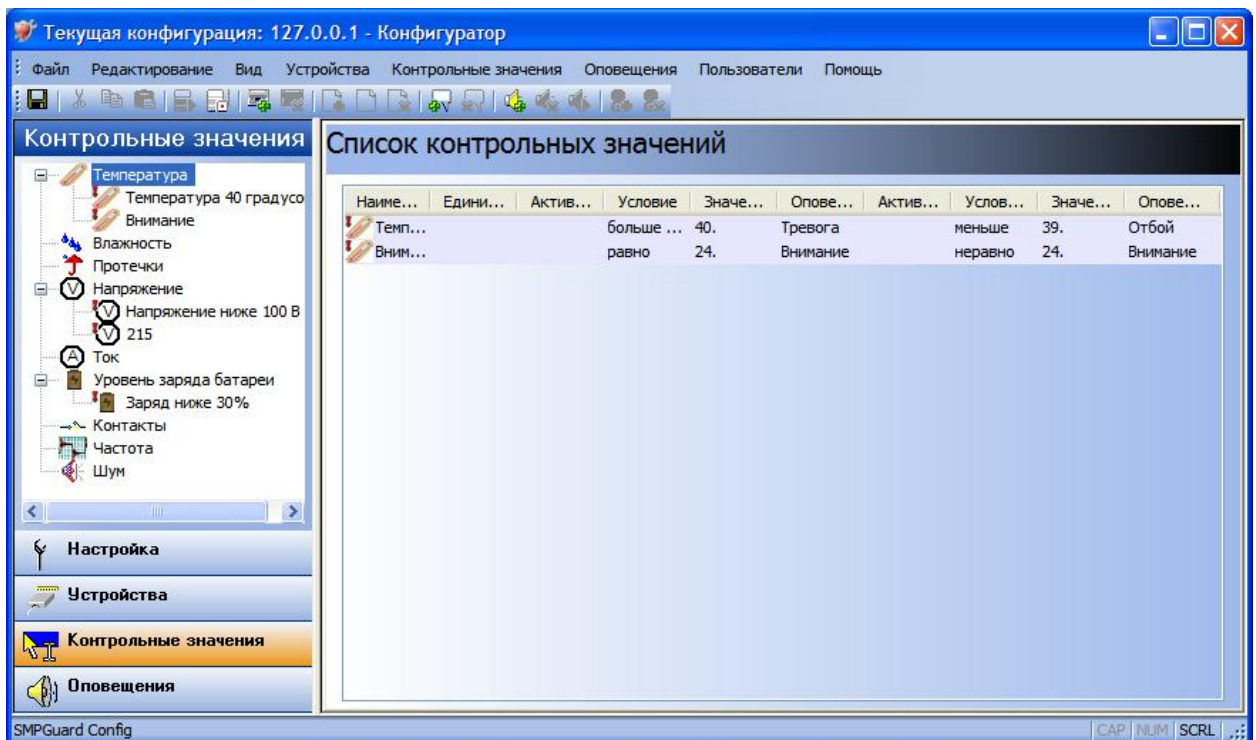 Текущая конфигурация: 127.0.0.1 - Конфигуратор
Файл Редактирование Вид Устройства Контрольные значения Оповещения Пользователи Помощь
Контрольные значения
Температура
Температура 40 градусо
Внимание
Влажность
Протечки
Напряжение
Напряжение ниже 100 В
215
Ток
Уровень заряда батареи
Заряд ниже 30%
Контакты
Частота
Шум
Настройка
Устройства
Контрольные значения
Оповещения
Список контрольных значений
Наиме... Едини... Актив... Условие Значе... Опове... Актив... Услов... Значе... Опове...
Темп... больше ... 40. Тревога меньше 39. Отбой
Вним... равно 24. Внимание неравно 24. Внимание
SMPGuard Config CAP NUM SCRL